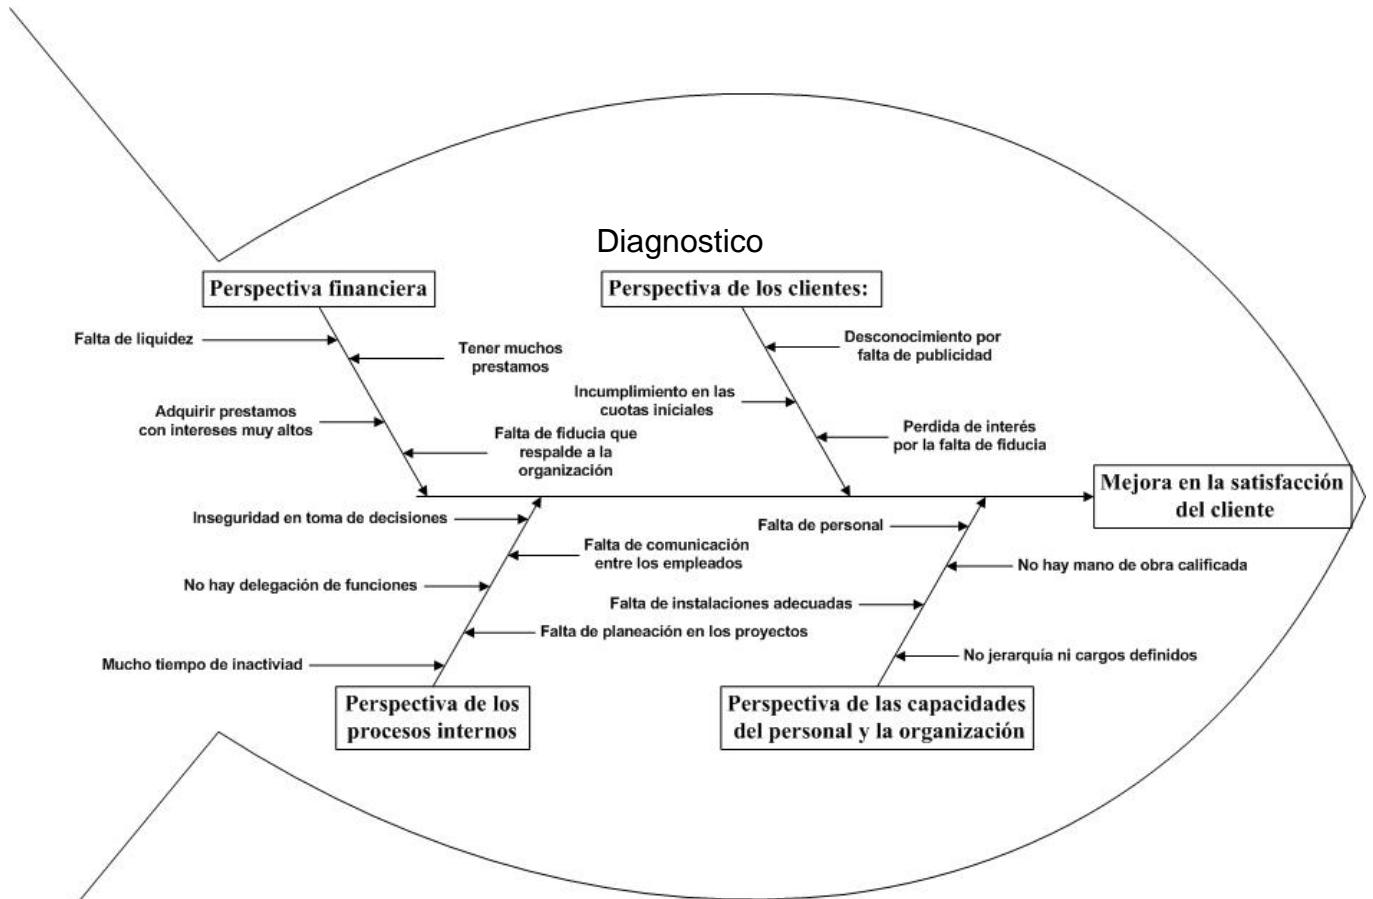 Diagnostico
Perspectiva financiera
Perspectiva de los clientes:
Falta de liquidez
Tener muchos
prestamos
Adquirir prestamos
con intereses muy altos
Falta de fiducia que
respalde a la
organización
Desconocimiento por
falta de publicidad
Incumplimiento en las
cuotas iníciales
Perdida de interés
por la falta de fiducia
Mejora en la satisfacción
del cliente
Inseguridad en toma de decisiones
Falta de comunicación
entre los empleados
No hay delegación de funciones
Falta de planeación en los proyectos
Mucho tiempo de inactiviad
Falta de personal
No hay mano de obra calificada
Falta de instalaciones adecuadas
No jerarquía ni cargos definidos
Perspectiva de los
procesos internos
Perspectiva de las capacidades
del personal y la organización